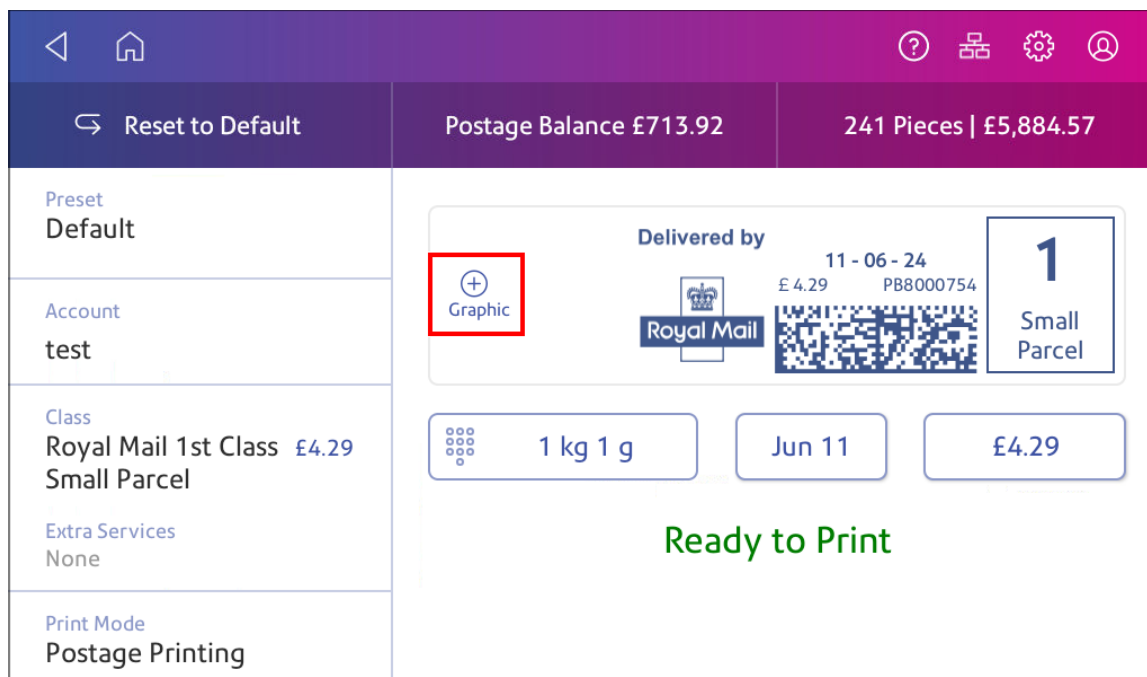 Reset to Default
Postage Balance £713.92
241 Pieces | £5,884.57
Preset
Default
Account
test
Class
Royal Mail 1st Class £4.29
Small Parcel
Extra Services
None
Print Mode
Postage Printing
Graphic
Delivered by
Royal Mail
11 - 06 - 24
£ 4.29 PB8000754
1
Small
Parcel
1 kg 1 g
Jun 11
£4.29
Ready to Print